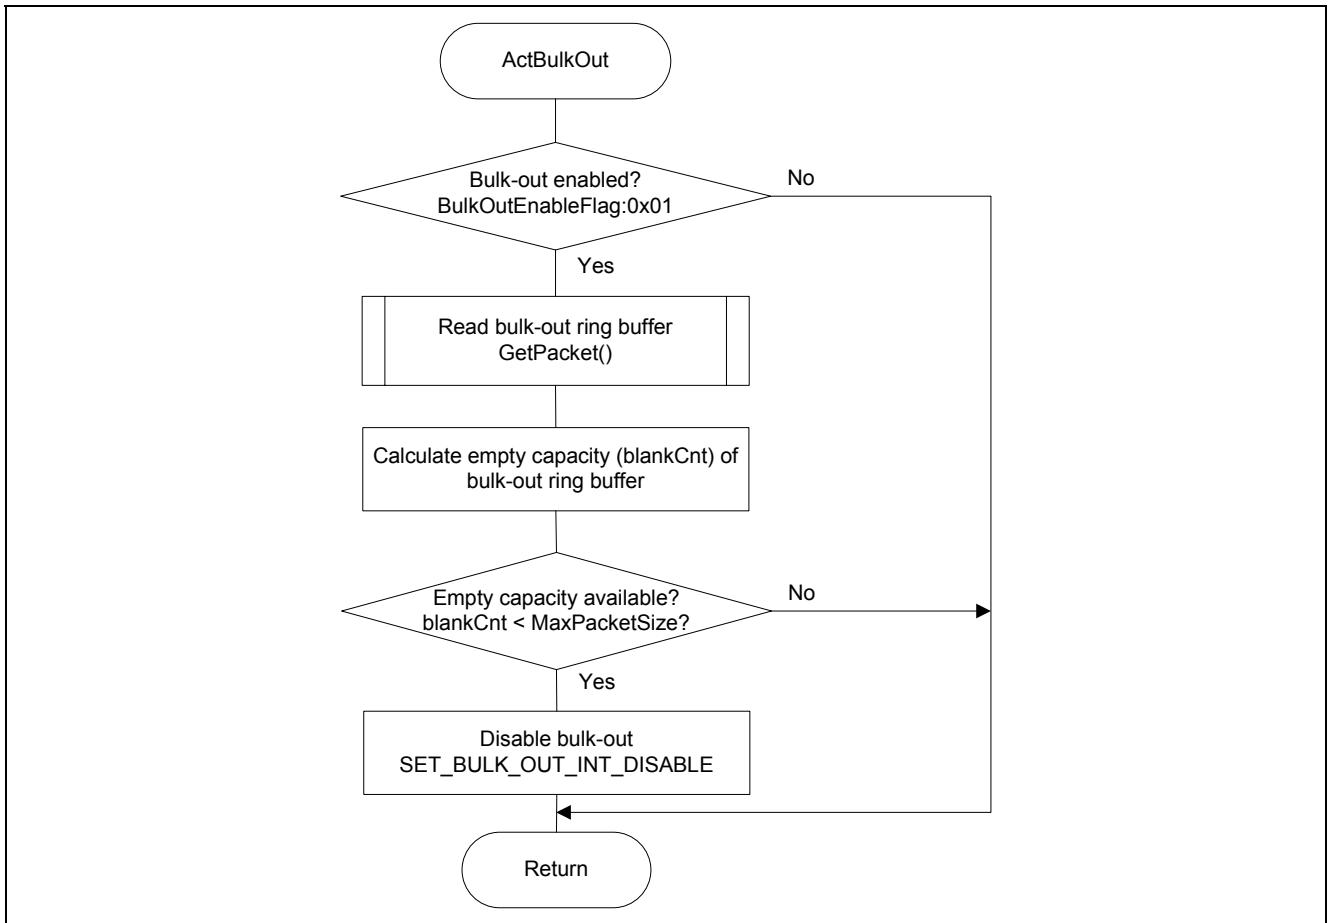 ActBulkOut
Bulk-out enabled?
BulkOutEnableFlag:0x01
No
Yes
Read bulk-out ring buffer
GetPacket()
Calculate empty capacity (blankCnt) of
bulk-out ring buffer
Empty capacity available?
blankCnt < MaxPacketSize?
No
Yes
Disable bulk-out
SET_BULK_OUT_INT_DISABLE
Return